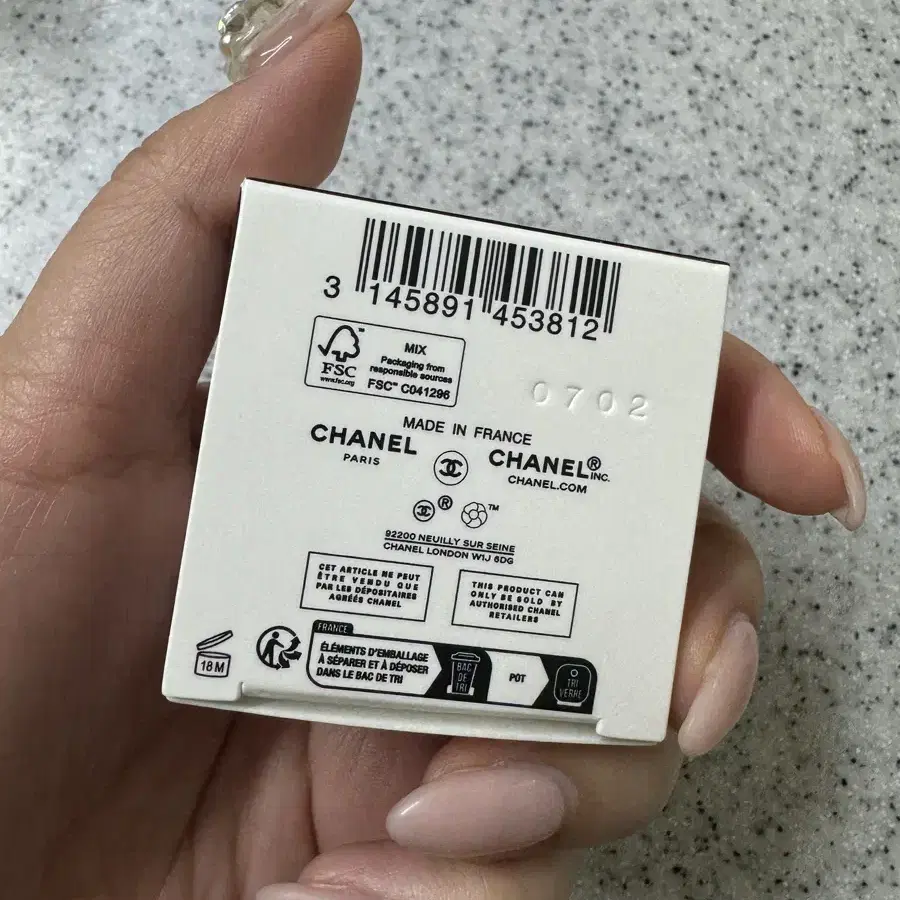 3 145891 453812
MIX
Packaging from
responsible sources
FSC™ C041296
FSC
www.fsc.org
0702
MADE IN FRANCE
CHANEL
PARIS
CHANEL®
INC.
CHANEL.COM
®
™
92200 NEUILLY SUR SEINE
CHANEL LONDON W1J 6DG
CET ARTICLE NE PEUT
ÊTRE VENDU QUE
PAR LES DÉPOSITAIRES
AGRÉÉS CHANEL
THIS PRODUCT CAN
ONLY BE SOLD BY
AUTHORISED CHANEL
RETAILERS
18 M
FRANCE
ÉLÉMENTS D'EMBALLAGE
À SÉPARER ET À DÉPOSER
DANS LE BAC DE TRI
BAC
DE
TRI
POT
TRI
VERRE